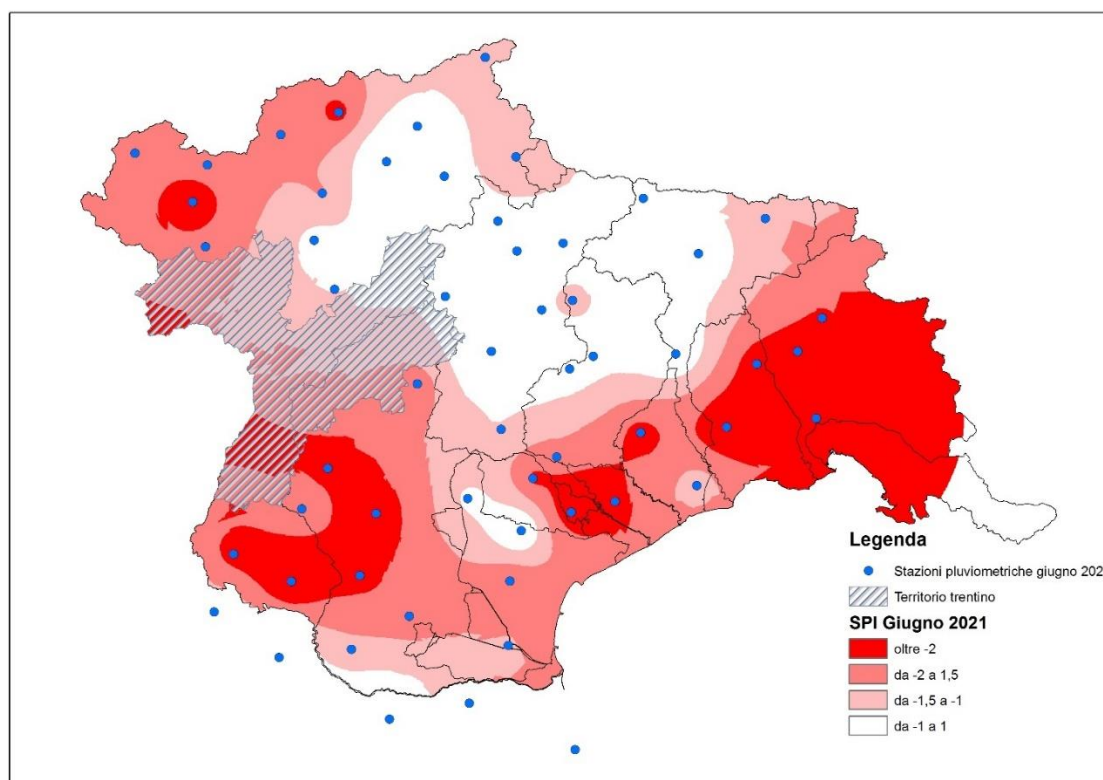 Legenda
Stazioni pluviometriche giugno 202
Territorio trentino
SPI Giugno 2021
oltre -2
da -2 a 1,5
da -1,5 a -1
da -1 a 1